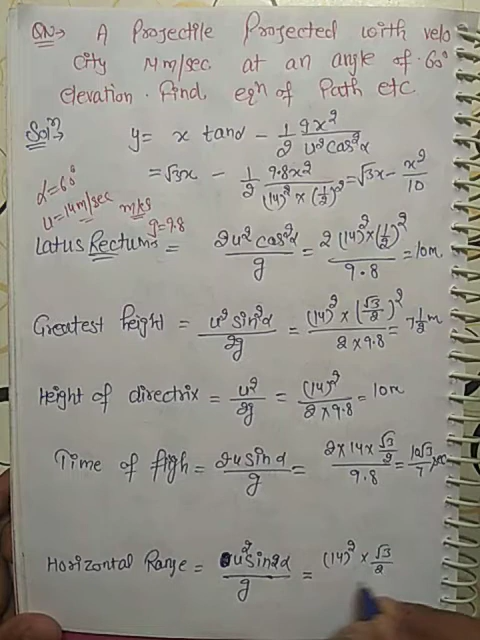 QN→ A Projectile Projected with velo
city 14m/sec. at an angle of 60°
elevation. Find eqⁿ of Path etc.
Solⁿ→ y = x tanα − 1/2 gx²/u²cos²α
= √3x − 1/2 9.8x²/(14)²×(1/2)² = √3x − x²/10
α=60°
u=14m/sec
mks
g=9.8
Latus Rectum = 2u²cos²α/g = 2(14)²×(1/2)²/9.8 = 10m.
Greatest height = u²sin²α/2g = (14)²×(√3/2)²/2×9.8 = 7 1/2 m
Height of directrix = u²/2g = (14)²/2×9.8 = 10m
Time of fligh = 2u sinα/g = 2×14×√3/2/9.8 = 10√3/7 sec
Horizontal Range = u²sin2α/g = (14)²×√3/2